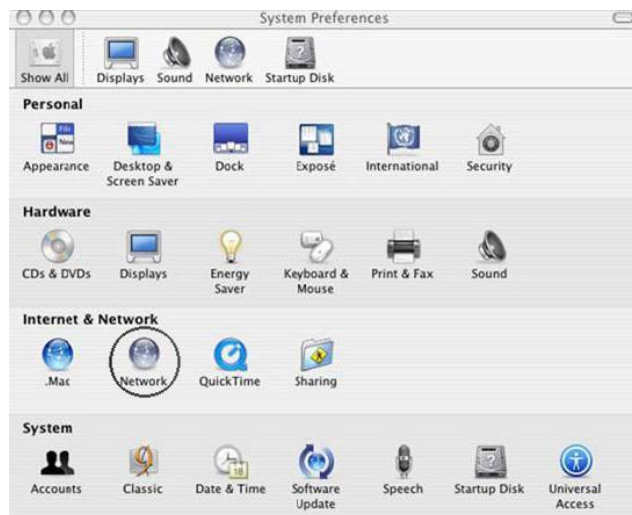 System Preferences
Show All Displays Sound Network Startup Disk
Personal
Appearance Desktop & Screen Saver Dock Exposé International Security
Hardware
CDs & DVDs Displays Energy Saver Keyboard & Mouse Print & Fax Sound
Internet & Network
.Mac Network QuickTime Sharing
System
Accounts Classic Date & Time Software Update Speech Startup Disk Universal Access